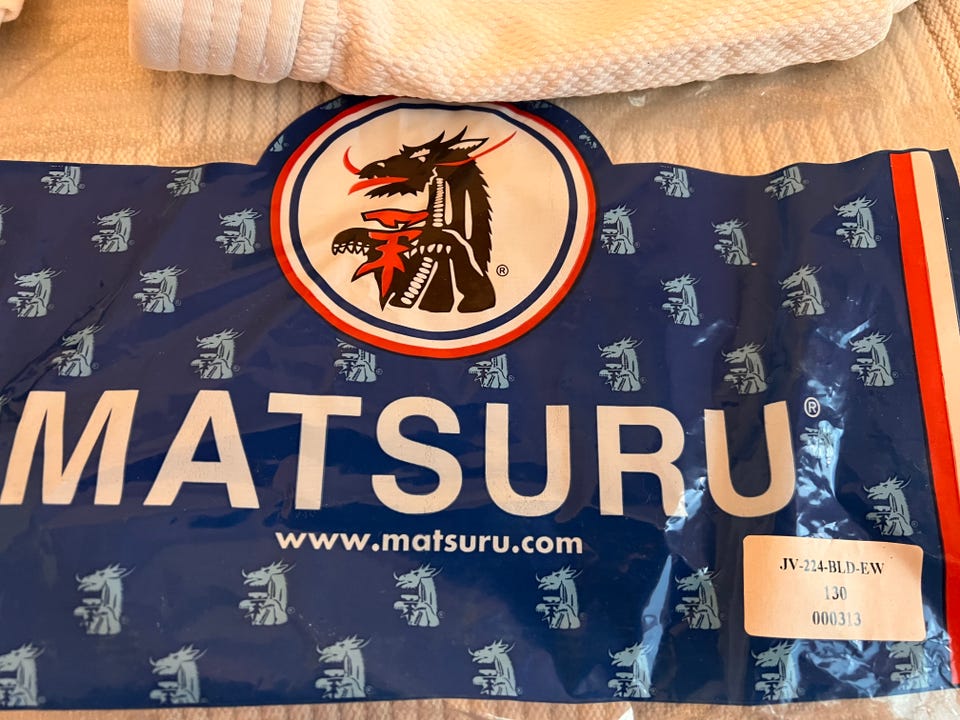 ®
MATSURU®
www.matsuru.com
JV-224-BLD-EW
130
000313